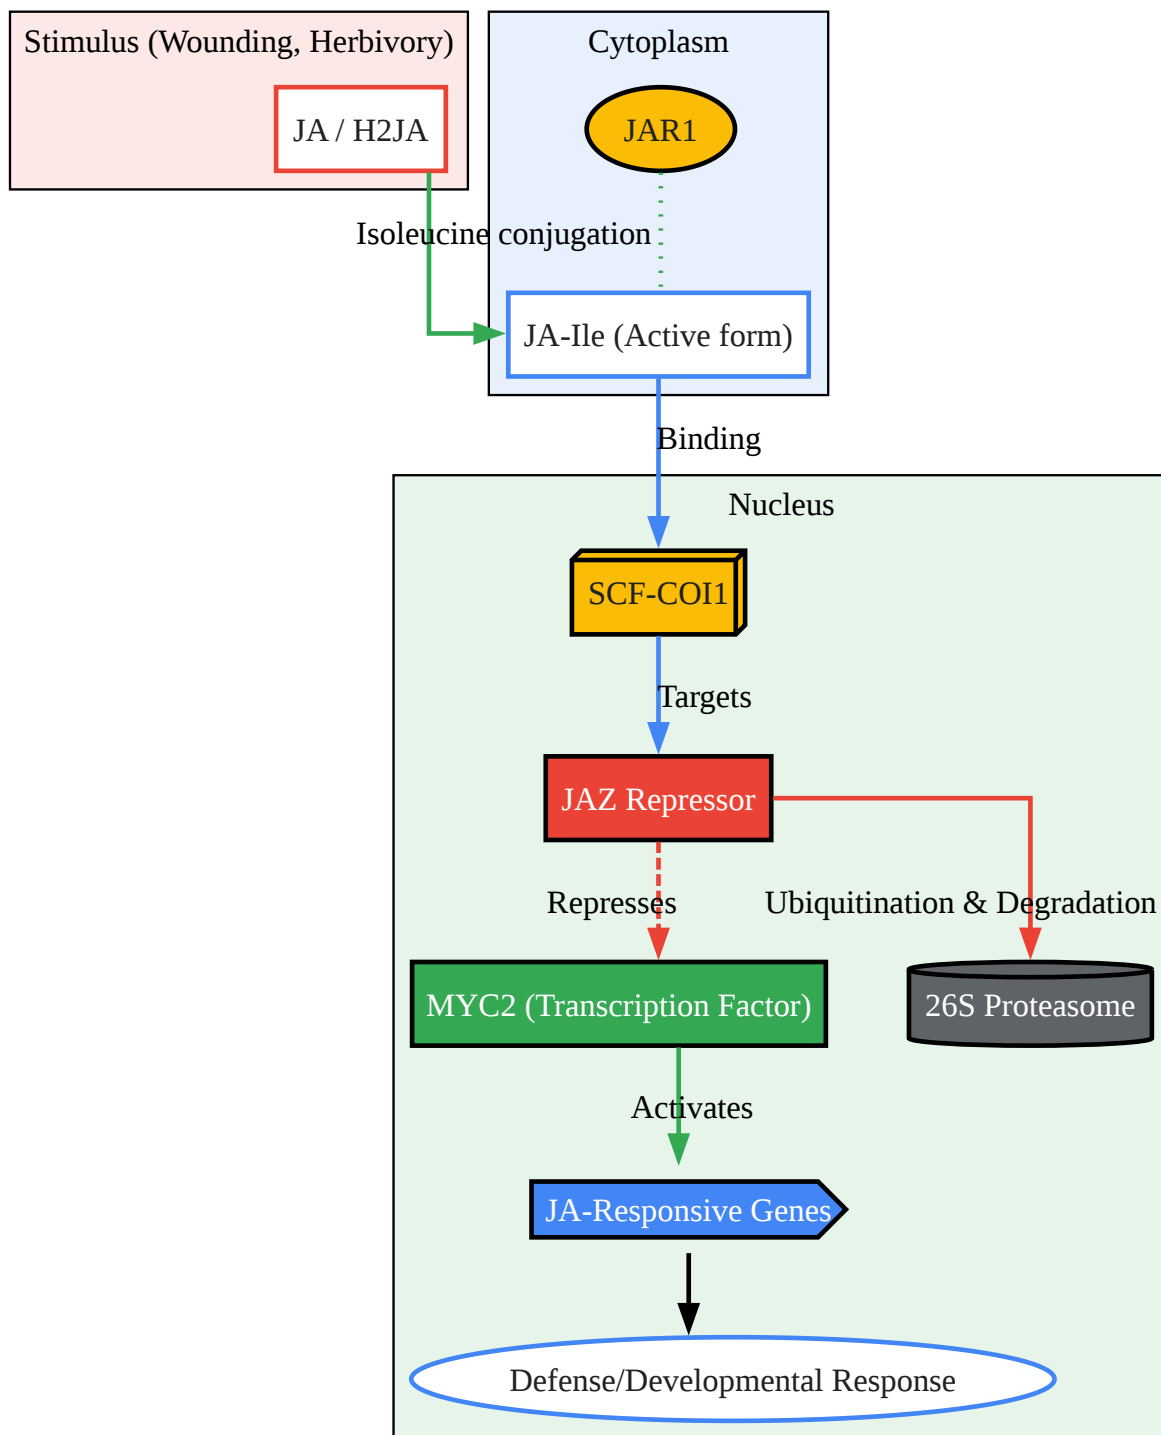 Stimulus (Wounding, Herbivory)
Cytoplasm
JA / H2JA
JAR1
Isoleucine conjugation
JA-Ile (Active form)
Binding
Nucleus
SCF-COI1
Targets
JAZ Repressor
Represses
Ubiquitination & Degradation
MYC2 (Transcription Factor)
26S Proteasome
Activates
JA-Responsive Genes
Defense/Developmental Response